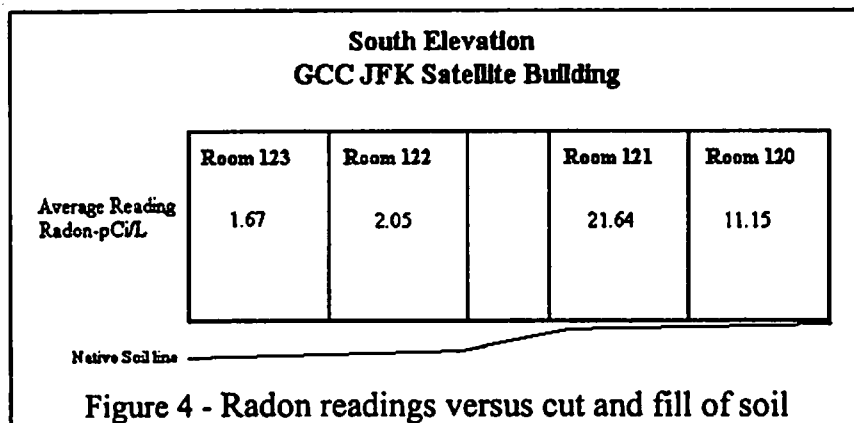 South Elevation
GCC JFK Satellite Building
Room 123 Room 122 Room 121 Room 120
Average Reading
Radon-pCi/L
1.67 2.05 21.64 11.15
Native Soil line
Figure 4 - Radon readings versus cut and fill of soil